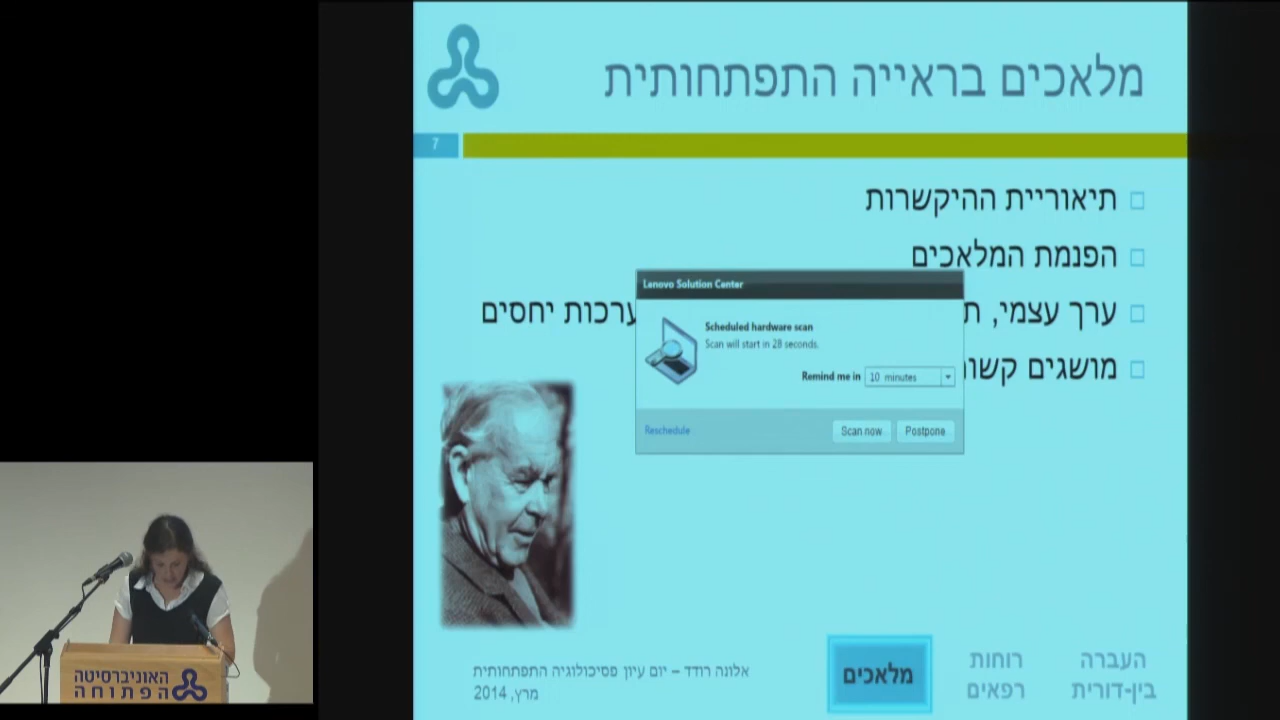 מלאכים בראייה התפתחותית
7
תיאוריית ההיקשרות
הפנמת המלאכים
ערך עצמי, ת
ערכות יחסים
מושגים קשו
Lenovo Solution Center
Scheduled hardware scan
Scan will start in 28 seconds.
Remind me in 10 minutes
Reschedule Scan now Postpone
אלונה רודד – יום עיון פסיכולוגיה התפתחותית
מרץ, 2014
מלאכים
רוחות
רפאים
העברה
בין-דורית
האוניברסיטה
הפתוחה